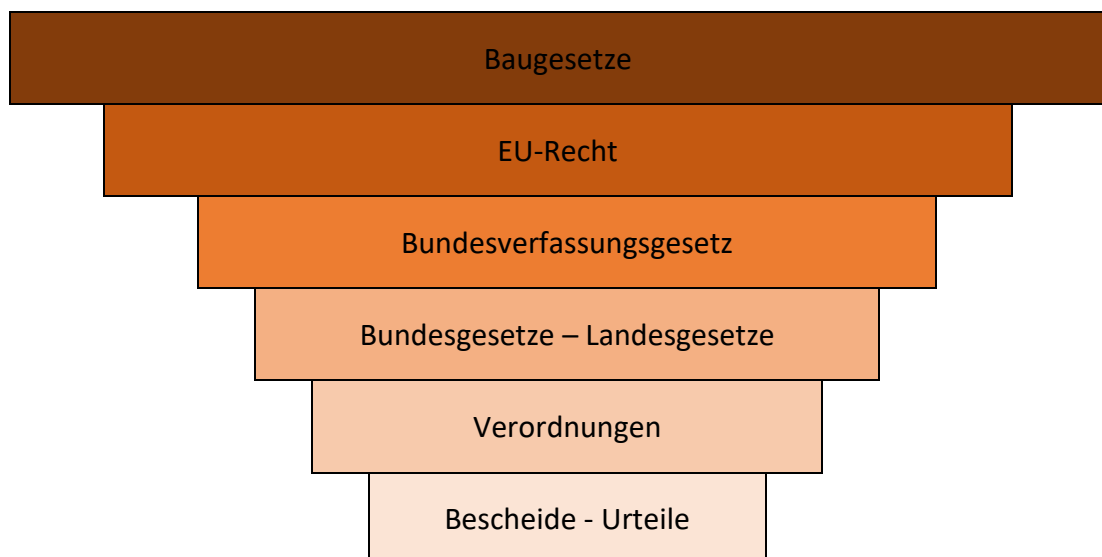 Baugesetze
EU-Recht
Bundesverfassungsgesetz
Bundesgesetze – Landesgesetze
Verordnungen
Bescheide - Urteile